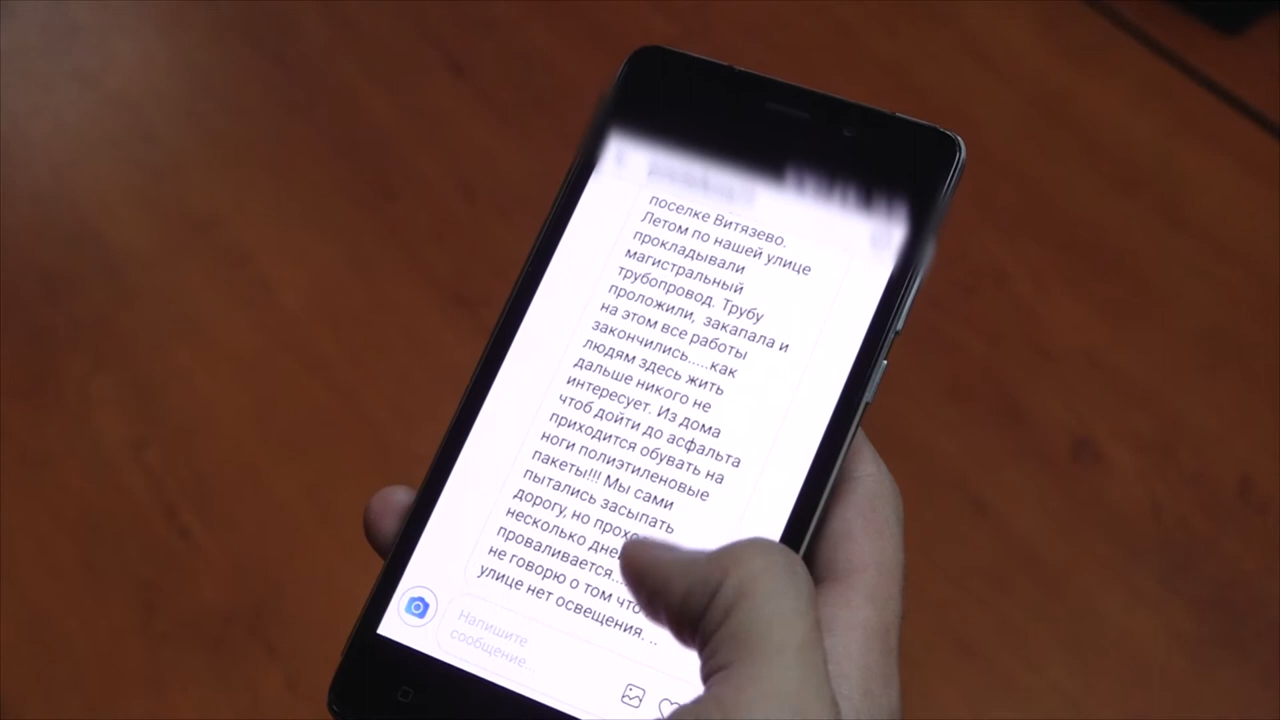 поселке Витязево.
Летом по нашей улице
прокладывали
магистральный
трубопровод. Трубу
проложили, закапала и
на этом все работы
закончились.....как
людям здесь жить
дальше никого не
интересует. Из дома
чтоб дойти до асфальта
приходится обувать на
ноги полиэтиленовые
пакеты!!! Мы сами
пытались засыпать
дорогу, но
несколько
проваливается...
не говорю о том что
улице нет освещения. ..
Напишите
сообщение...